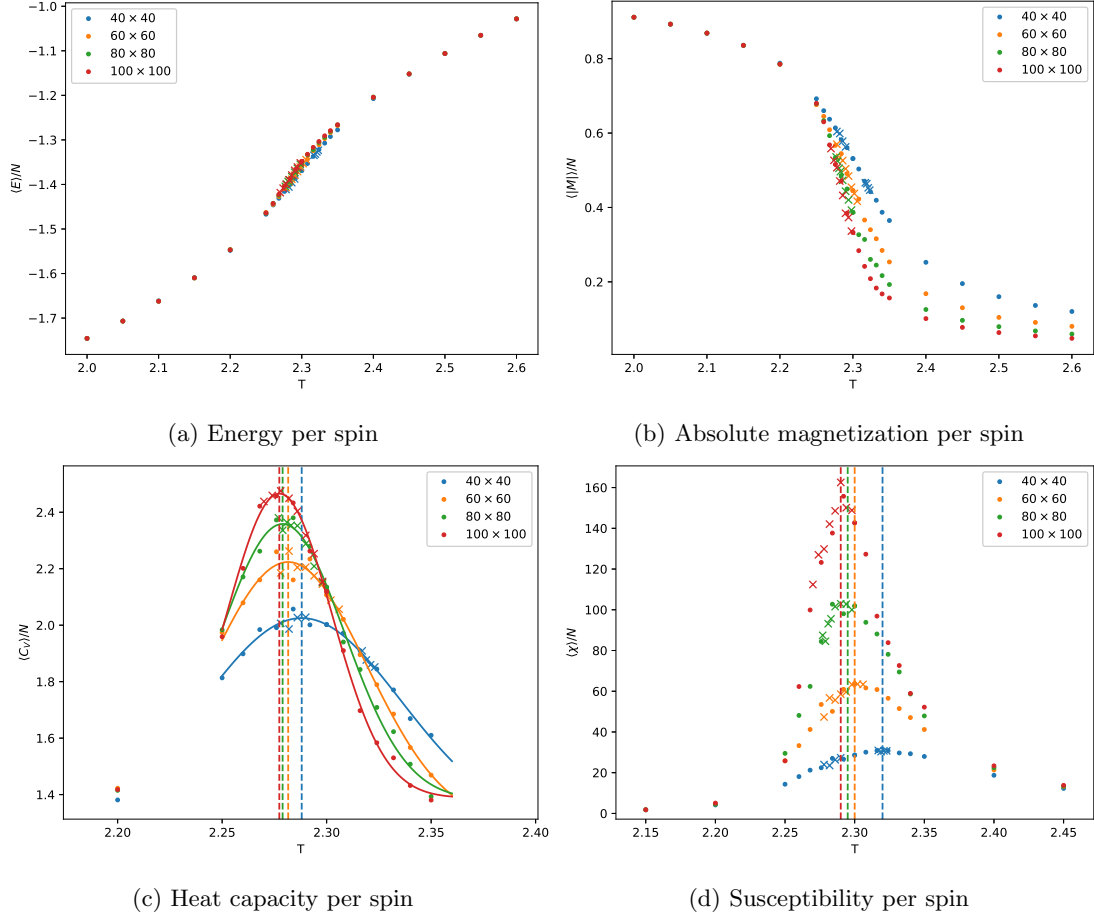 −1.0
−1.1
−1.2
−1.3
−1.4
−1.5
−1.6
−1.7
⟨E⟩/N
40 × 40
60 × 60
80 × 80
100 × 100
2.0 2.1 2.2 2.3 2.4 2.5 2.6
T
(a) Energy per spin
0.8
0.6
0.4
0.2
⟨|M|⟩/N
40 × 40
60 × 60
80 × 80
100 × 100
2.0 2.1 2.2 2.3 2.4 2.5 2.6
T
(b) Absolute magnetization per spin
2.4
2.2
2.0
1.8
1.6
1.4
⟨C_V⟩/N
40 × 40
60 × 60
80 × 80
100 × 100
2.20 2.25 2.30 2.35 2.40
T
(c) Heat capacity per spin
160
140
120
100
80
60
40
20
0
⟨χ⟩/N
40 × 40
60 × 60
80 × 80
100 × 100
2.15 2.20 2.25 2.30 2.35 2.40 2.45
T
(d) Susceptibility per spin